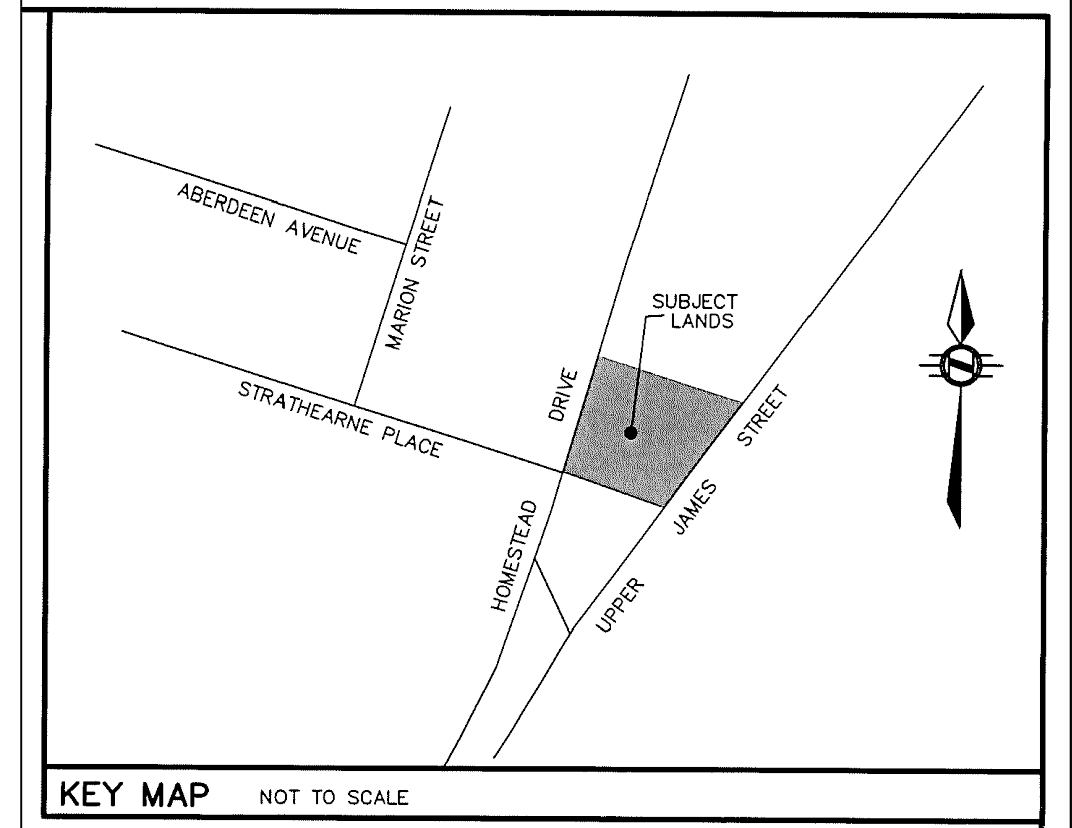 ABERDEEN AVENUE
MARION STREET
STRATHEARNE PLACE
SUBJECT
LANDS
HOMESTEAD DRIVE
UPPER JAMES STREET
KEY MAP NOT TO SCALE